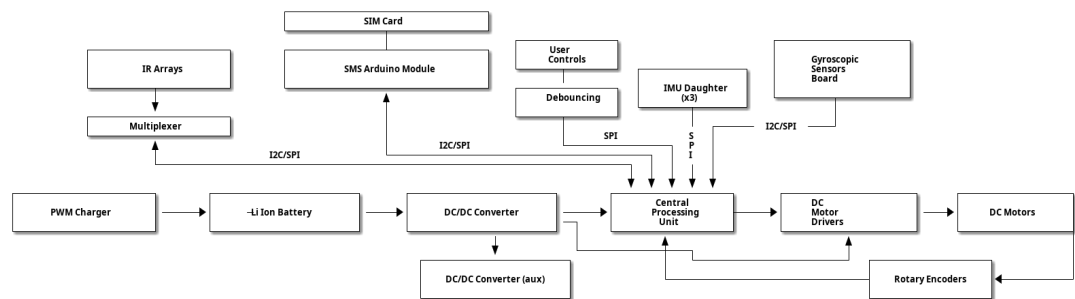 SIM Card
IR Arrays
SMS Arduino Module
User
Controls
Gyroscopic
Sensors
Board
IMU Daughter
(x3)
Debouncing
Multiplexer
SPI
I2C/SPI
S
P
I
I2C/SPI
I2C/SPI
PWM Charger
Li Ion Battery
DC/DC Converter
Central
Processing
Unit
DC
Motor
Drivers
DC Motors
DC/DC Converter (aux)
Rotary Encoders